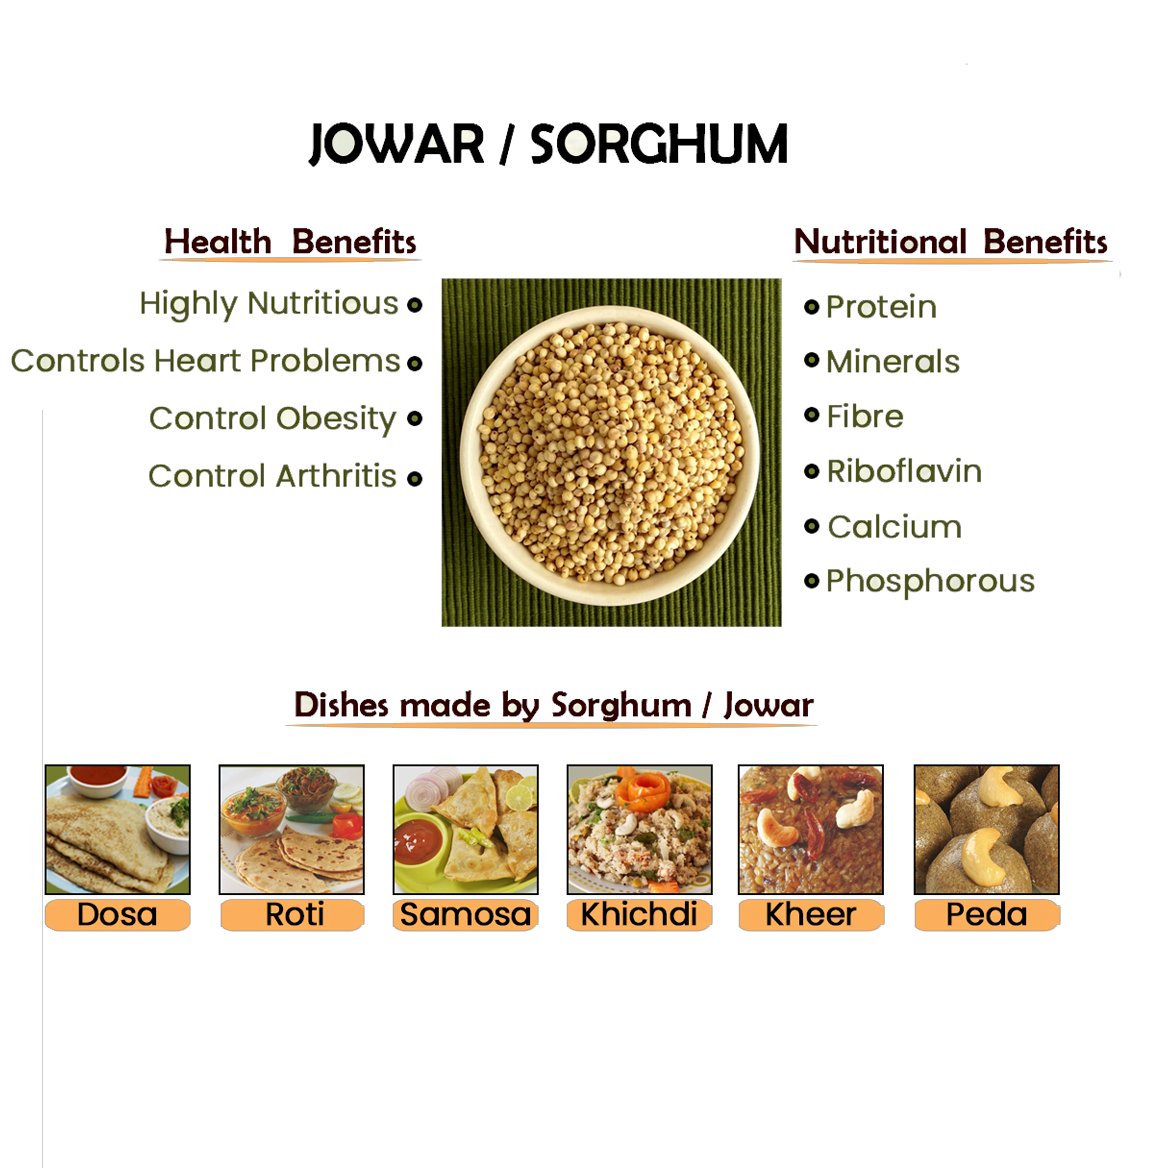 JOWAR / SORGHUM
Health Benefits
Highly Nutritious
Controls Heart Problems
Control Obesity
Control Arthritis
Nutritional Benefits
Protein
Minerals
Fibre
Riboflavin
Calcium
Phosphorous
Dishes made by Sorghum / Jowar
Dosa
Roti
Samosa
Khichdi
Kheer
Peda